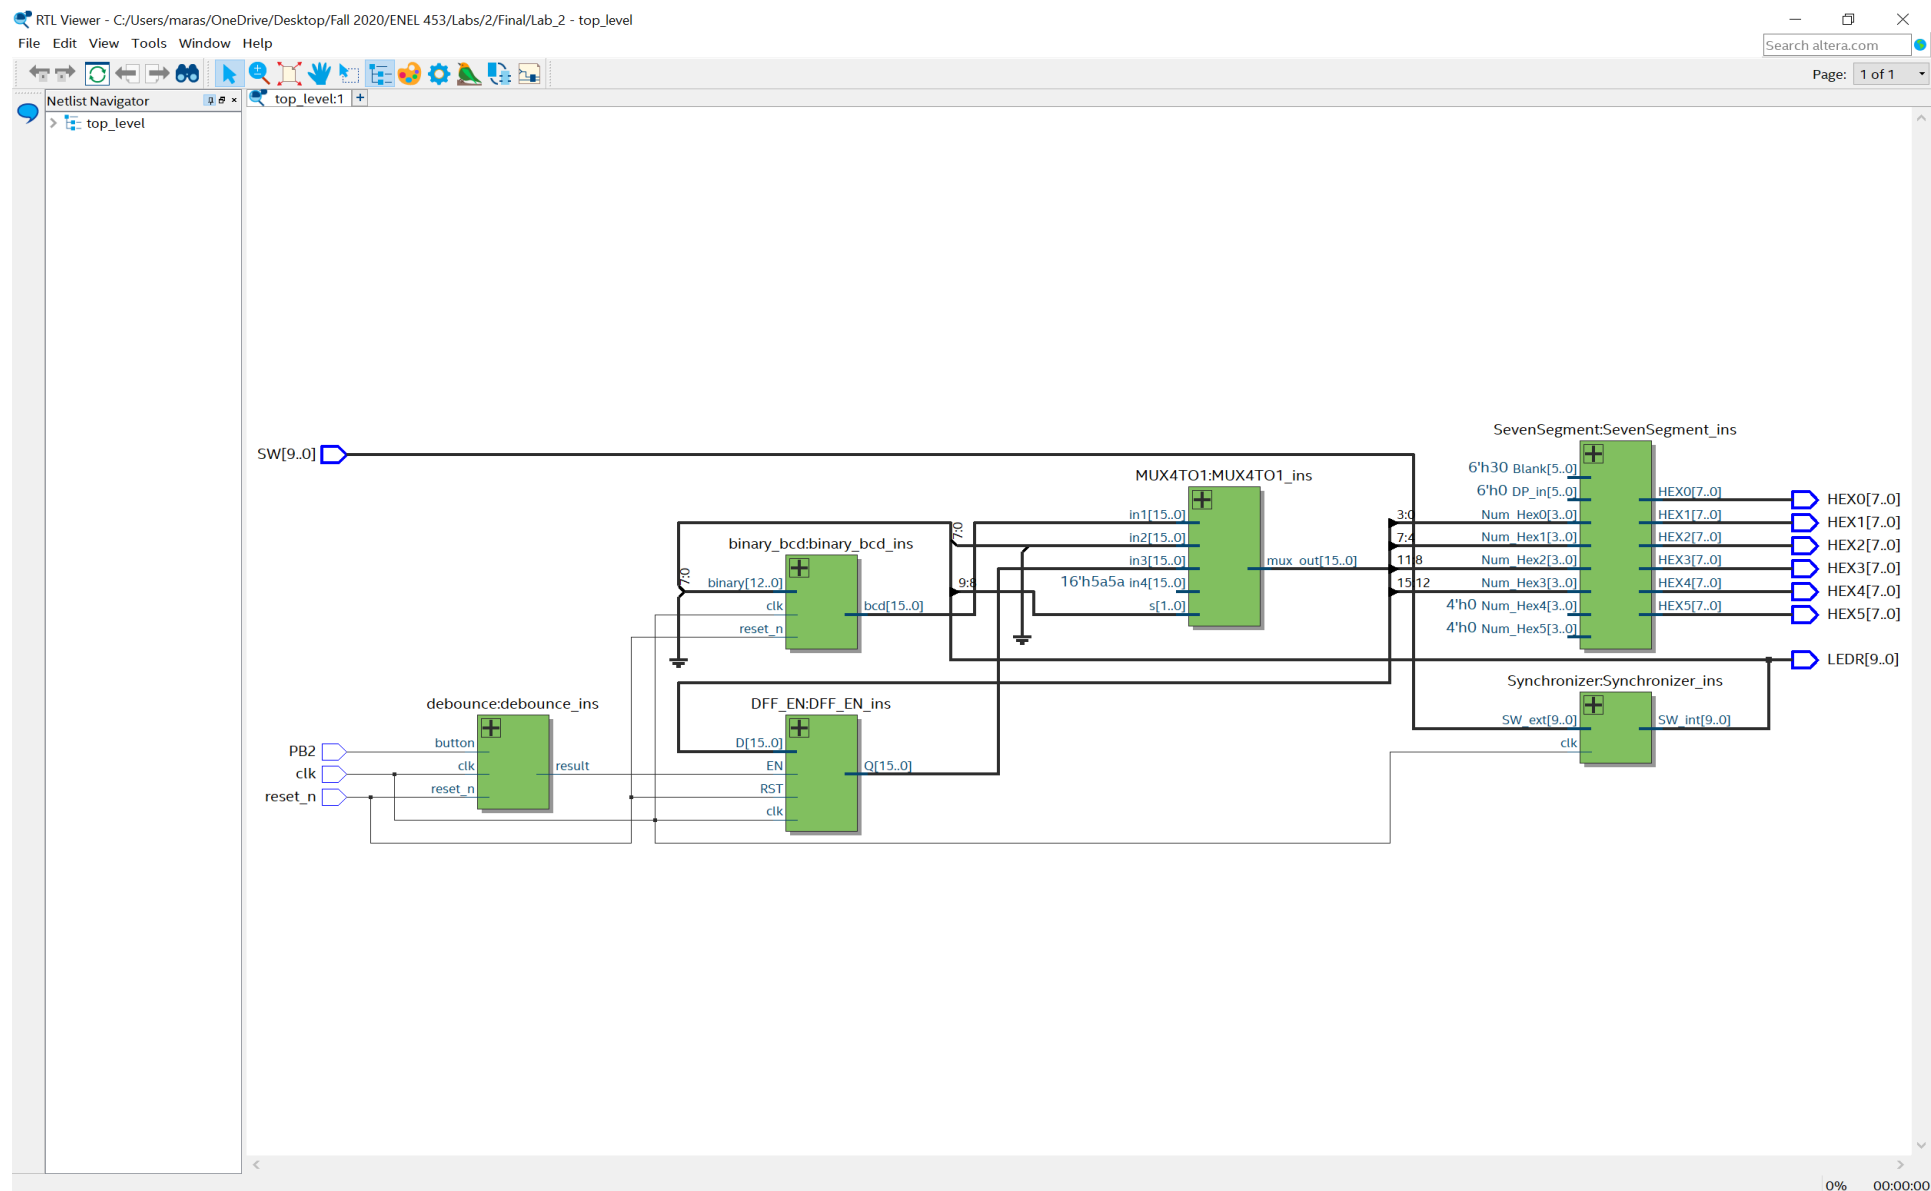 RTL Viewer - C:/Users/maras/OneDrive/Desktop/Fall 2020/ENEL 453/Labs/2/Final/Lab_2 - top_level
File Edit View Tools Window Help
Search altera.com
Page: 1 of 1
Netlist Navigator
top_level:1
top_level
SW[9..0]
debounce:debounce_ins
PB2
clk
reset_n
button
clk
reset_n
result
binary_bcd:binary_bcd_ins
7:0
binary[12..0]
clk
reset_n
bcd[15..0]
DFF_EN:DFF_EN_ins
D[15..0]
EN
RST
clk
Q[15..0]
7:0
9:8
MUX4TO1:MUX4TO1_ins
in1[15..0]
in2[15..0]
in3[15..0]
16'h5a5a in4[15..0]
s[1..0]
mux_out[15..0]
3:0
7:4
11:8
15:12
SevenSegment:SevenSegment_ins
6'h30 Blank[5..0]
6'h0 DP_in[5..0]
Num_Hex0[3..0]
Num_Hex1[3..0]
Num_Hex2[3..0]
Num_Hex3[3..0]
4'h0 Num_Hex4[3..0]
4'h0 Num_Hex5[3..0]
HEX0[7..0]
HEX1[7..0]
HEX2[7..0]
HEX3[7..0]
HEX4[7..0]
HEX5[7..0]
HEX0[7..0]
HEX1[7..0]
HEX2[7..0]
HEX3[7..0]
HEX4[7..0]
HEX5[7..0]
LEDR[9..0]
Synchronizer:Synchronizer_ins
SW_ext[9..0]
clk
SW_int[9..0]
0% 00:00:00